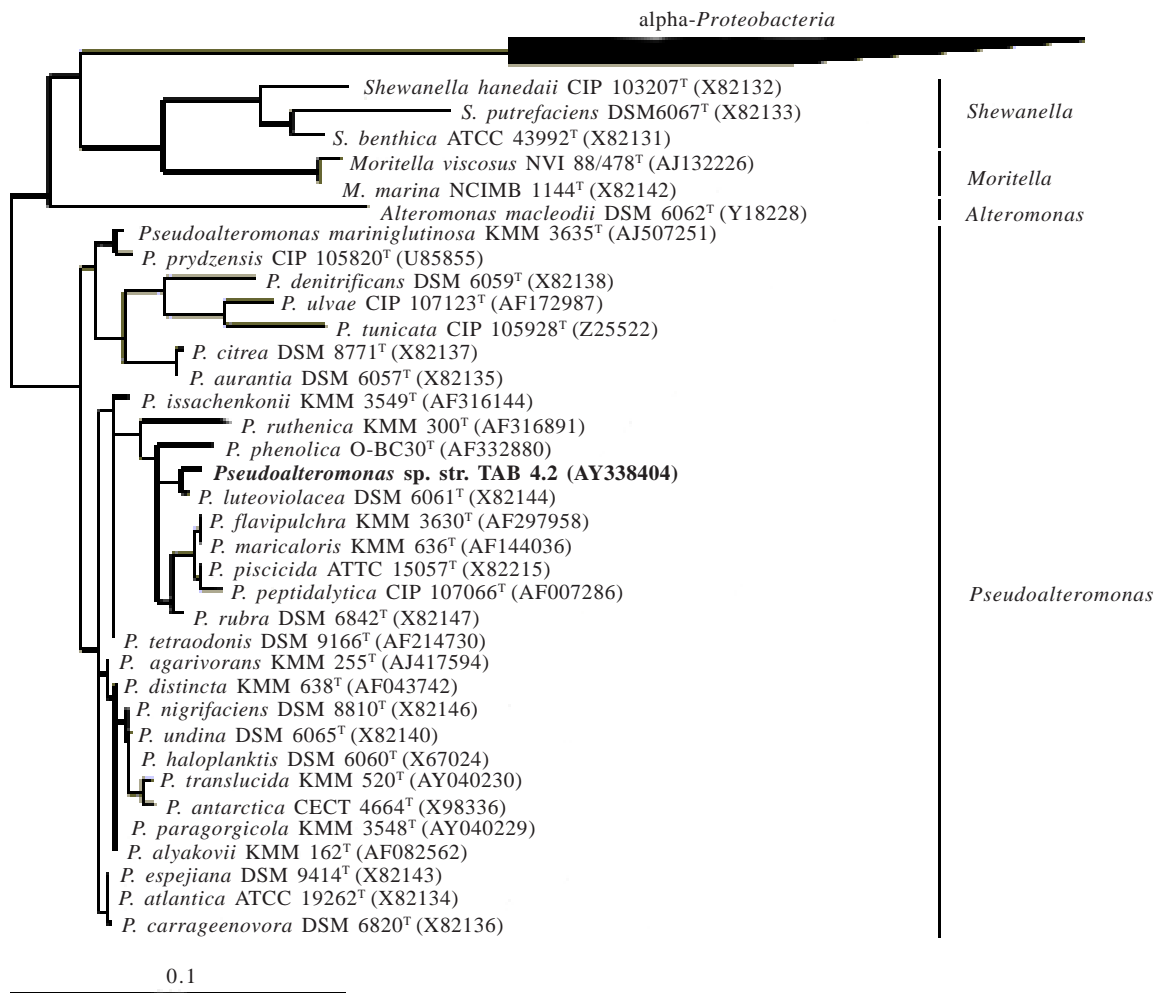 alpha-Proteobacteria
Shewanella hanedaii CIP 103207ᵀ (X82132)
S. putrefaciens DSM6067ᵀ (X82133)
Shewanella
S. benthica ATCC 43992ᵀ (X82131)
Moritella viscosus NVI 88/478ᵀ (AJ132226)
Moritella
M. marina NCIMB 1144ᵀ (X82142)
Alteromonas macleodii DSM 6062ᵀ (Y18228)
Alteromonas
Pseudoalteromonas mariniglutinosa KMM 3635ᵀ (AJ507251)
P. prydzensis CIP 105820ᵀ (U85855)
P. denitrificans DSM 6059ᵀ (X82138)
P. ulvae CIP 107123ᵀ (AF172987)
P. tunicata CIP 105928ᵀ (Z25522)
P. citrea DSM 8771ᵀ (X82137)
P. aurantia DSM 6057ᵀ (X82135)
P. issachenkonii KMM 3549ᵀ (AF316144)
P. ruthenica KMM 300ᵀ (AF316891)
P. phenolica O-BC30ᵀ (AF332880)
Pseudoalteromonas sp. str. TAB 4.2 (AY338404)
P. luteoviolacea DSM 6061ᵀ (X82144)
P. flavipulchra KMM 3630ᵀ (AF297958)
P. maricaloris KMM 636ᵀ (AF144036)
P. piscicida ATTC 15057ᵀ (X82215)
P. peptidalytica CIP 107066ᵀ (AF007286)
Pseudoalteromonas
P. rubra DSM 6842ᵀ (X82147)
P. tetraodonis DSM 9166ᵀ (AF214730)
P. agarivorans KMM 255ᵀ (AJ417594)
P. distincta KMM 638ᵀ (AF043742)
P. nigrifaciens DSM 8810ᵀ (X82146)
P. undina DSM 6065ᵀ (X82140)
P. haloplanktis DSM 6060ᵀ (X67024)
P. translucida KMM 520ᵀ (AY040230)
P. antarctica CECT 4664ᵀ (X98336)
P. paragorgicola KMM 3548ᵀ (AY040229)
P. alyakovii KMM 162ᵀ (AF082562)
P. espejiana DSM 9414ᵀ (X82143)
P. atlantica ATCC 19262ᵀ (X82134)
P. carrageenovora DSM 6820ᵀ (X82136)
0.1